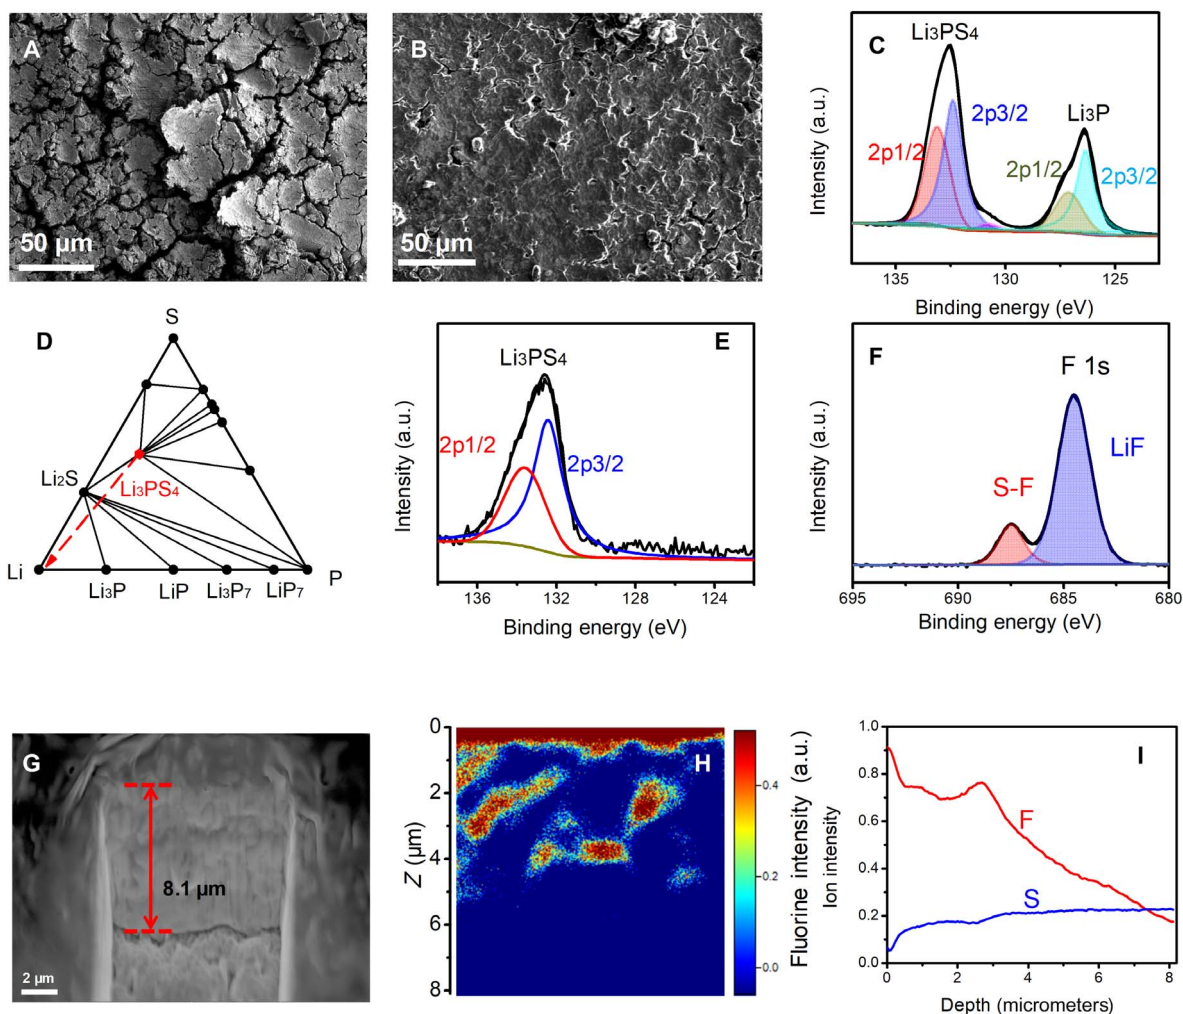 A
50 µm
B
50 µm
C
Li3PS4
2p3/2
Li3P
2p1/2
2p1/2
2p3/2
Intensity (a.u.)
135
130
125
Binding energy (eV)
D
S
Li2S
Li3PS4
Li
P
Li3P
LiP
Li3P7
LiP7
E
Li3PS4
2p1/2
2p3/2
Intensity (a.u.)
136
132
128
124
Binding energy (eV)
F
F 1s
LiF
S-F
Intensity (a.u.)
695
690
685
680
Binding energy (eV)
G
8.1 µm
2 µm
H
Z (µm)
0
2
4
6
8
0.4
0.2
0.0
Fluorine intensity (a.u.)
I
Ion intensity
1.0
0.8
0.6
0.4
0.2
0.0
F
S
0
2
4
6
8
Depth (micrometers)